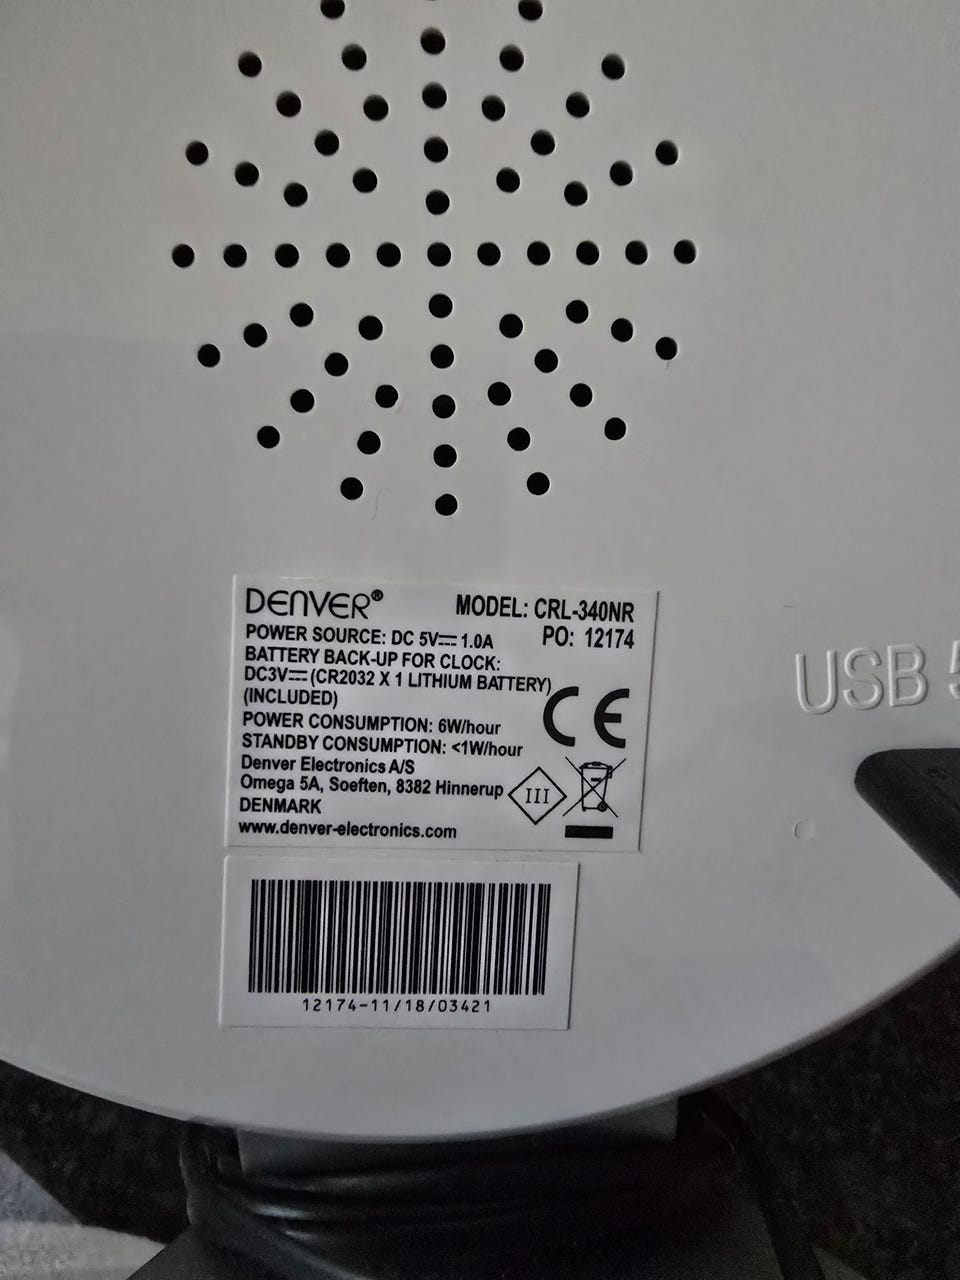 DENVER® MODEL: CRL-340NR
POWER SOURCE: DC 5V⎓1.0A PO: 12174
BATTERY BACK-UP FOR CLOCK:
DC3V⎓(CR2032 X 1 LITHIUM BATTERY)
(INCLUDED)
POWER CONSUMPTION: 6W/hour
STANDBY CONSUMPTION: <1W/hour
Denver Electronics A/S
Omega 5A, Soeften, 8382 Hinnerup
DENMARK
www.denver-electronics.com
CE
III
USB 5
12174-11/18/03421